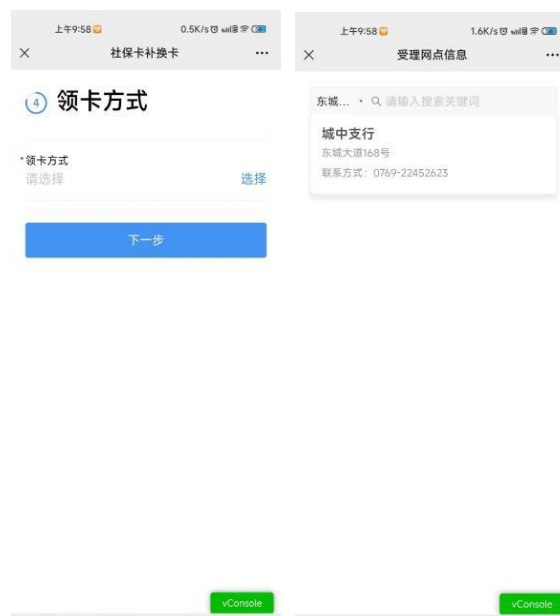 上午9:58
0.5K/s
社保卡补换卡
4
领卡方式
*领卡方式
请选择
选择
下一步
vConsole
上午9:58
1.6K/s
受理网点信息
东城...
请输入搜索关键词
城中支行
东城大道168号
联系方式：0769-22452623
vConsole